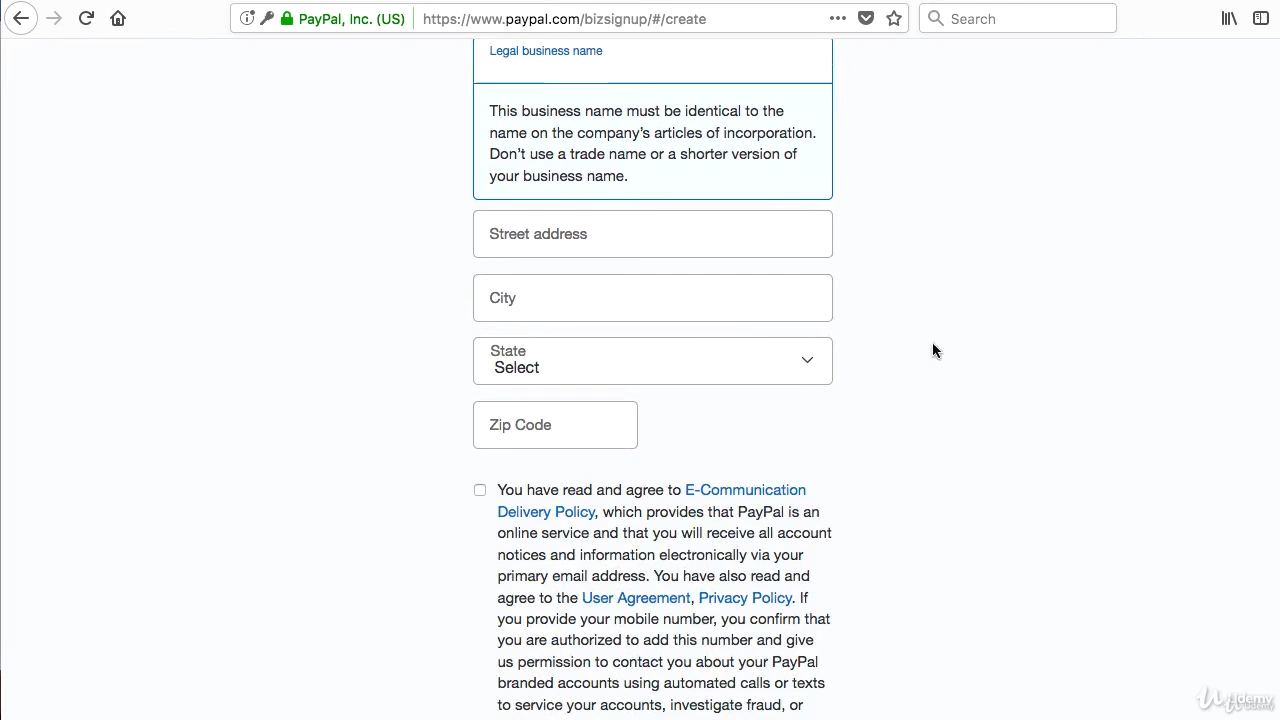 PayPal, Inc. (US)
https://www.paypal.com/bizsignup/#/create
Search
Legal business name
This business name must be identical to the
name on the company's articles of incorporation.
Don't use a trade name or a shorter version of
your business name.
Street address
City
State
Select
Zip Code
You have read and agree to E-Communication
Delivery Policy, which provides that PayPal is an
online service and that you will receive all account
notices and information electronically via your
primary email address. You have also read and
agree to the User Agreement, Privacy Policy. If
you provide your mobile number, you confirm that
you are authorized to add this number and give
us permission to contact you about your PayPal
branded accounts using automated calls or texts
to service your accounts, investigate fraud, or
Udemy